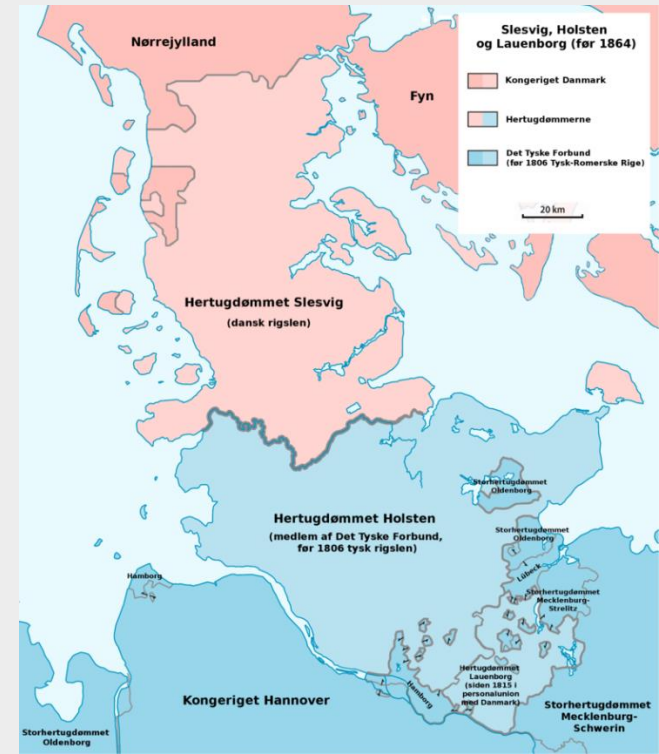 Nørrejylland
Fyn
Slesvig, Holsten
og Lauenborg (før 1864)
Kongeriget Danmark
Hertugdømmerne
Det Tyske Forbund
(før 1806 Tysk-Romerske Rige)
20 km
Hertugdømmet Slesvig
(dansk rigslen)
Storhertugdømmet
Oldenborg
Hertugdømmet Holsten
(medlem af Det Tyske Forbund,
før 1806 tysk rigslen)
Storhertugdømmet
Oldenborg
Lübeck
Hamborg
Storhertugdømmet
Mecklenburg-
Strelitz
Hertugdømmet
Lauenborg
(siden 1815 i
personalunion
med Danmark)
Hamborg
Kongeriget Hannover
Storhertugdømmet
Mecklenburg-
Schwerin
Storhertugdømmet
Oldenborg